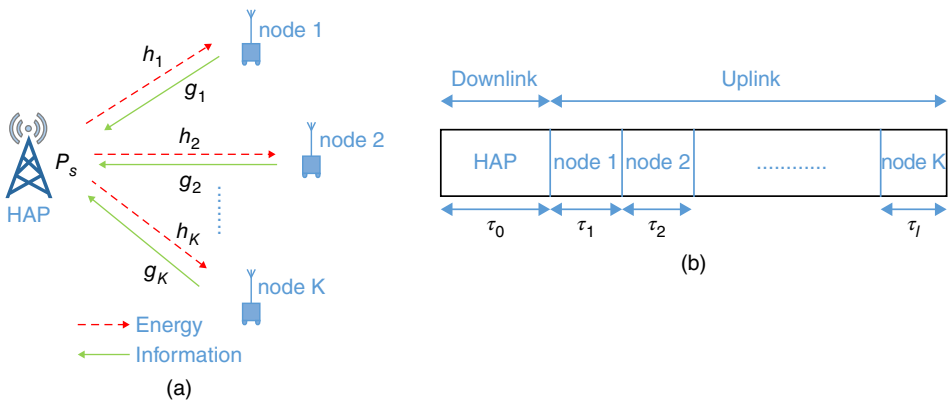 node 1
h1
g1
Ps
HAP
h2
node 2
g2
hK
gK
node K
Energy
Information
(a)
Downlink Uplink
HAP node 1 node 2 ............ node K
τ0 τ1 τ2 τl
(b)